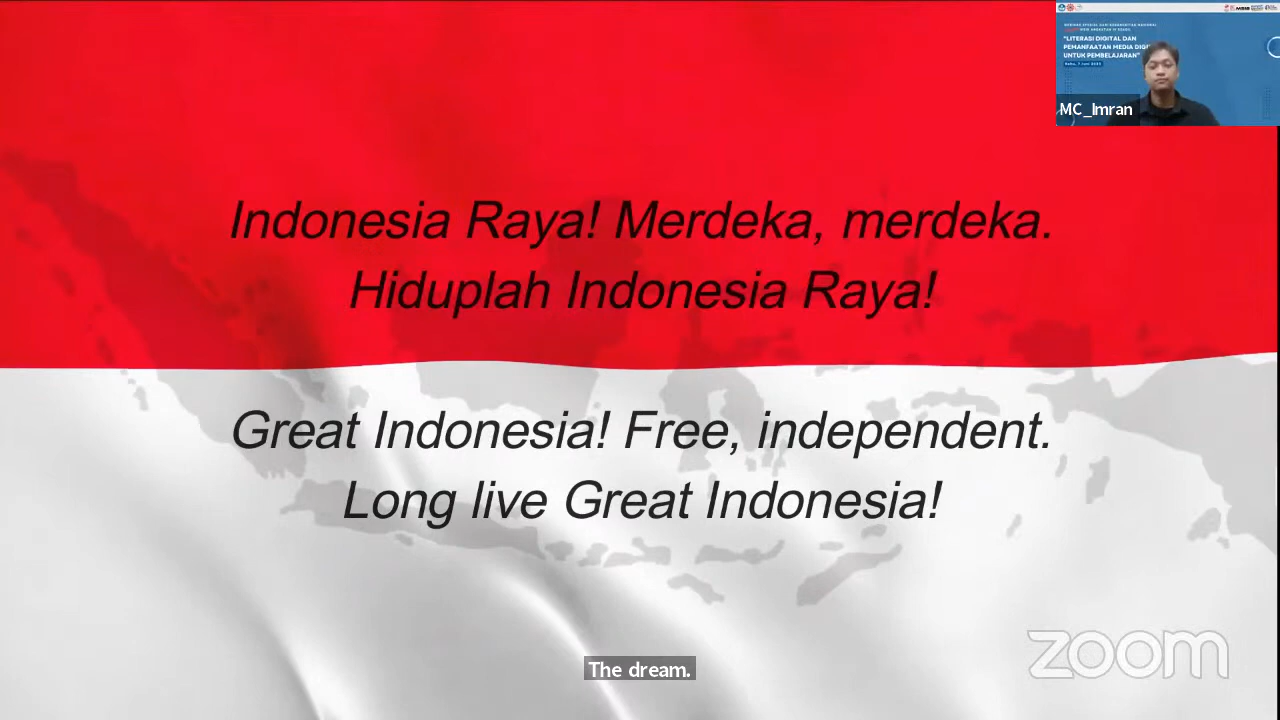 Indonesia Raya! Merdeka, merdeka.
Hiduplah Indonesia Raya!
Great Indonesia! Free, independent.
Long live Great Indonesia!
"LITERASI DIGITAL DAN
PEMANFAATAN MEDIA
UNTUK PEMBELAJARAN"
MC_Imran
The dream.
zoom